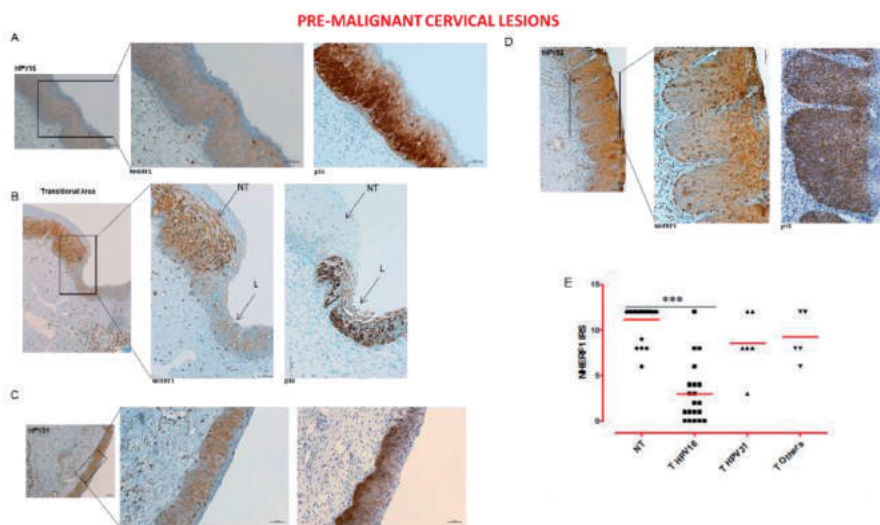 PRE-MALIGNANT CERVICAL LESIONS
A
HPV16
NHERF1
p16
B
Transitional Area
NT
L
NT
L
NHERF1
p16
C
HPV31
D
NHERF1
p16
E
NHERF1 IRS
15
10
5
0
***
NT
T HPV16
T HPV31
T Others